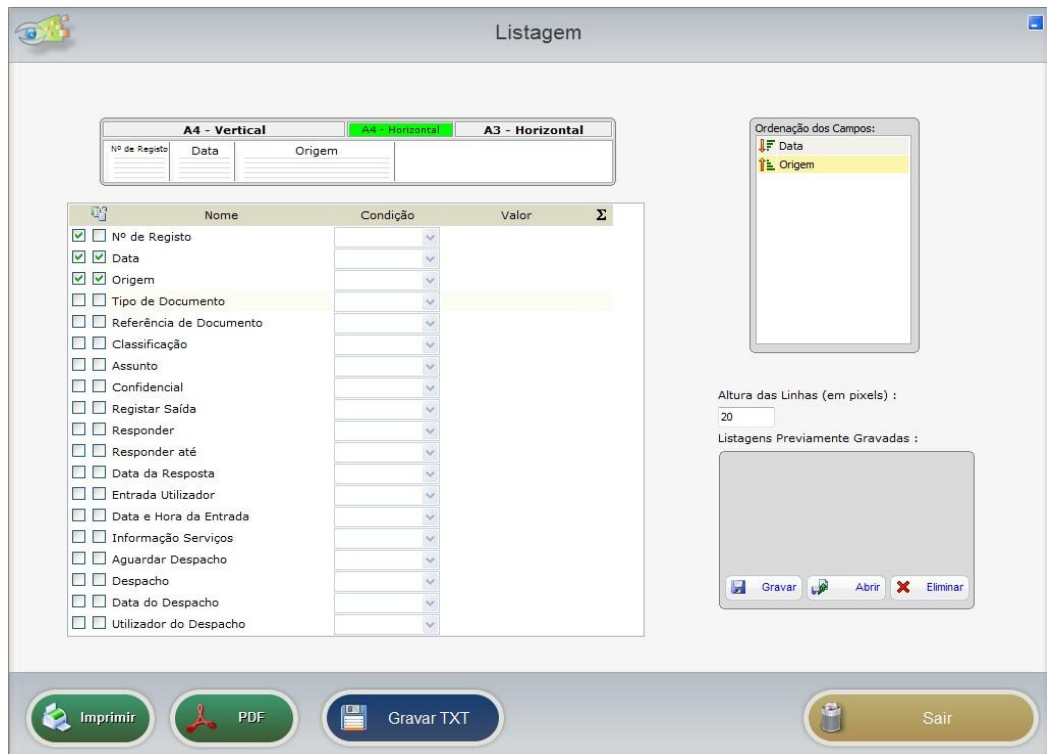 Listagem
A4 - Vertical A4 - Horizontal A3 - Horizontal
Nº de Registo Data Origem
Nome Condição Valor Σ
Nº de Registo
Data
Origem
Tipo de Documento
Referência de Documento
Classificação
Assunto
Confidencial
Registar Saída
Responder
Responder até
Data da Resposta
Entrada Utilizador
Data e Hora da Entrada
Informação Serviços
Aguardar Despacho
Despacho
Data do Despacho
Utilizador do Despacho
Ordenação dos Campos:
Data
Origem
Altura das Linhas (em pixels) :
20
Listagens Previamente Gravadas :
Gravar Abrir Eliminar
Imprimir PDF Gravar TXT Sair